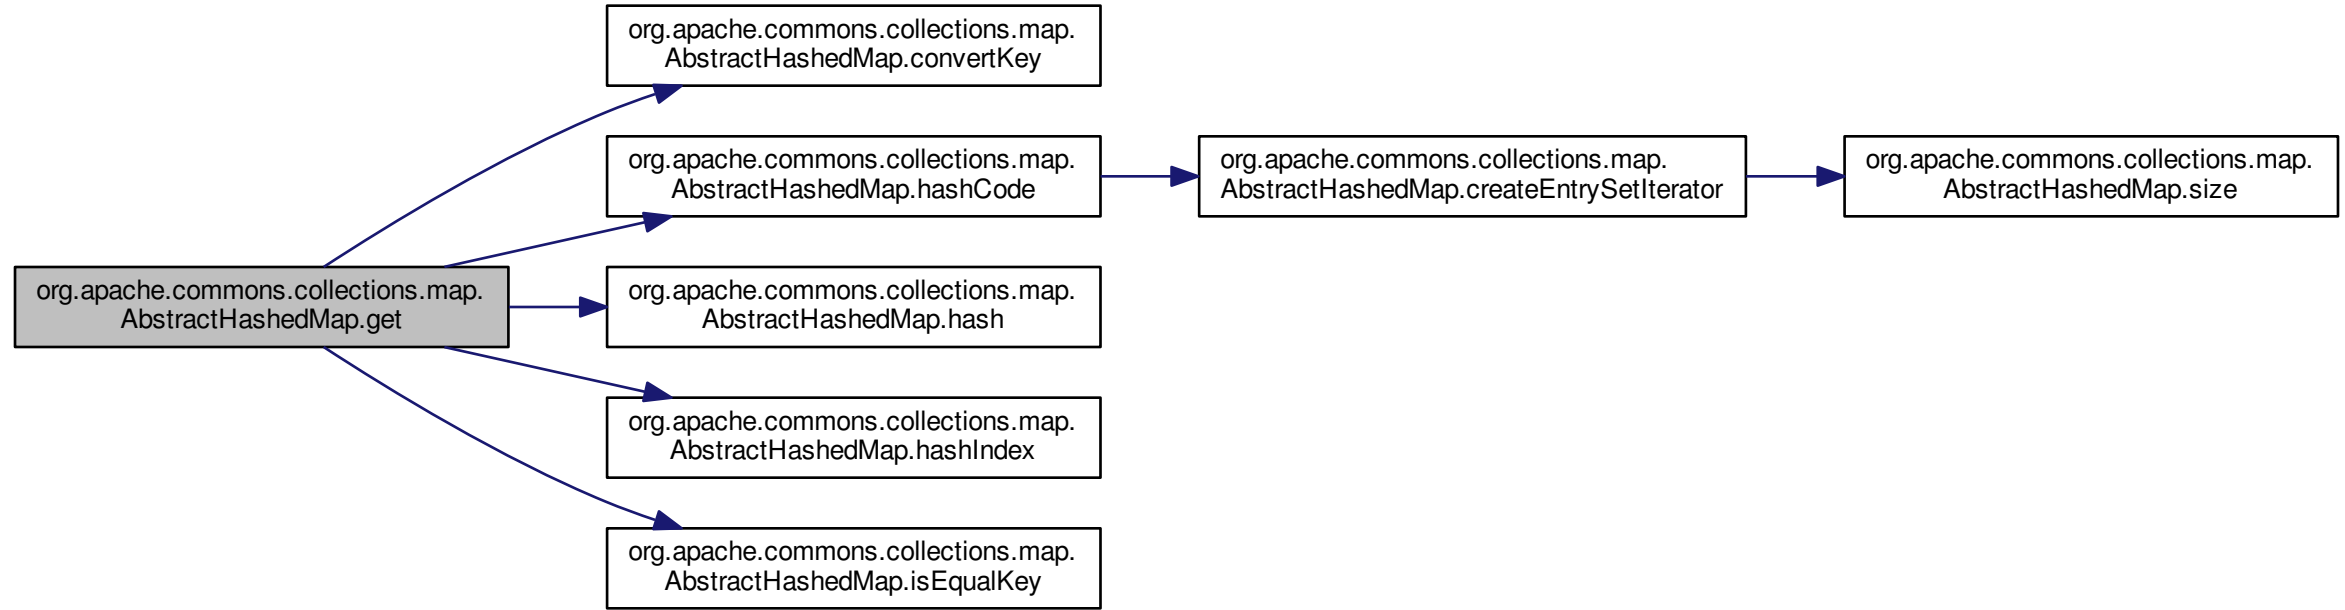 org.apache.commons.collections.map.
AbstractHashedMap.convertKey
org.apache.commons.collections.map.
AbstractHashedMap.hashCode
org.apache.commons.collections.map.
AbstractHashedMap.createEntrySetIterator
org.apache.commons.collections.map.
AbstractHashedMap.size
org.apache.commons.collections.map.
AbstractHashedMap.get
org.apache.commons.collections.map.
AbstractHashedMap.hash
org.apache.commons.collections.map.
AbstractHashedMap.hashIndex
org.apache.commons.collections.map.
AbstractHashedMap.isEqualKey